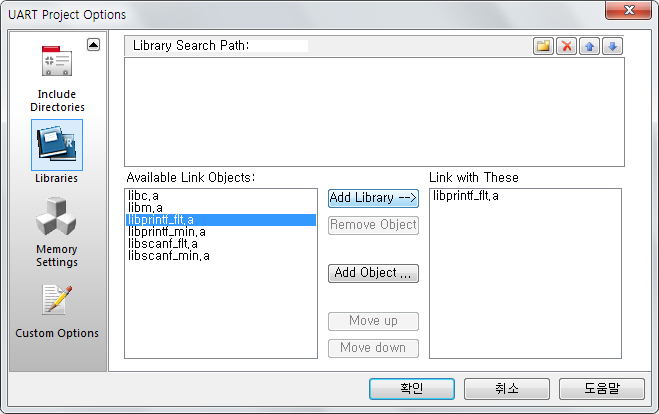 UART Project Options
Library Search Path:
Include
Directories
Libraries
Memory
Settings
Custom Options
Available Link Objects:
libc,a
libm,a
libprintf_flt,a
libprintf_min,a
libscanf_flt,a
libscanf_min,a
Add Library -->
Remove Object
Add Object ...
Move up
Move down
Link with These
libprintf_flt,a
확인
취소
도움말